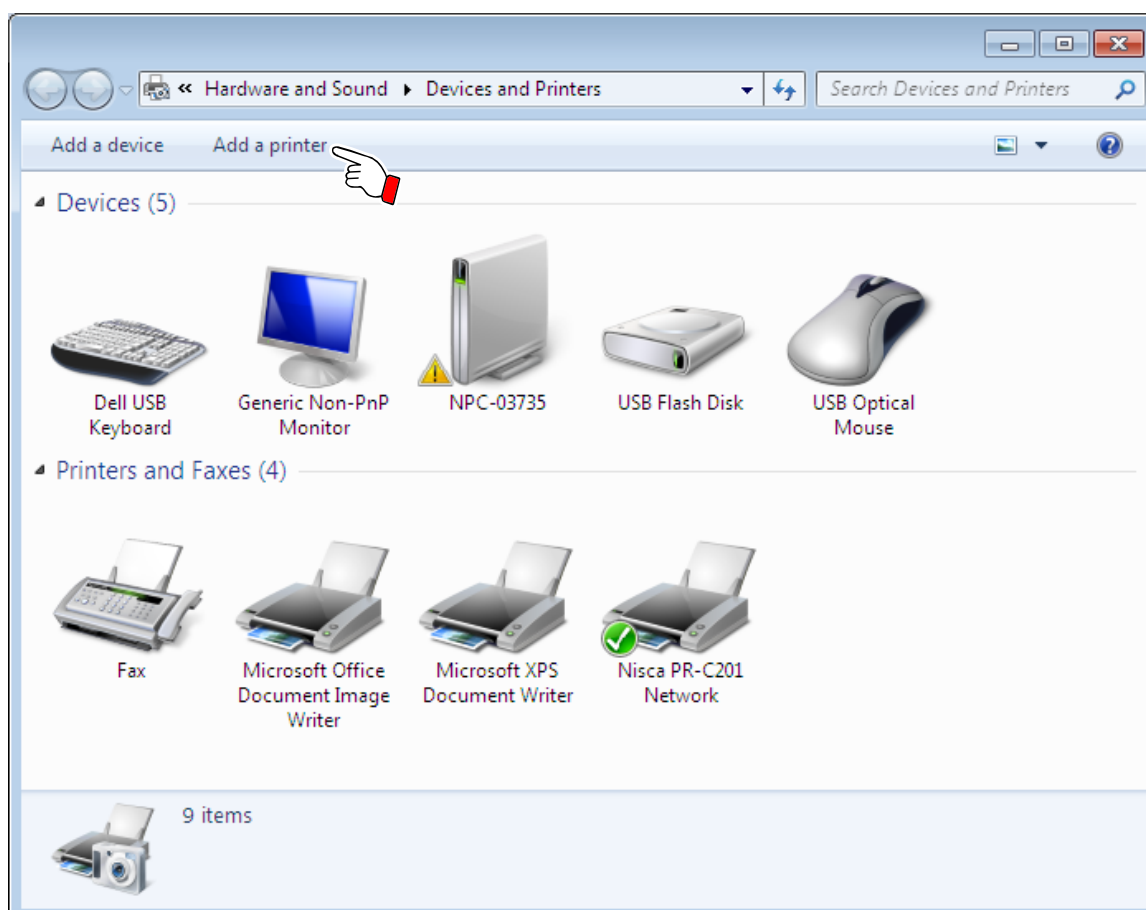 « Hardware and Sound ▸ Devices and Printers
Search Devices and Printers
Add a device Add a printer
Devices (5)
Dell USB
Keyboard
Generic Non-PnP
Monitor
NPC-03735
USB Flash Disk
USB Optical
Mouse
Printers and Faxes (4)
Fax
Microsoft Office
Document Image
Writer
Microsoft XPS
Document Writer
Nisca PR-C201
Network
9 items